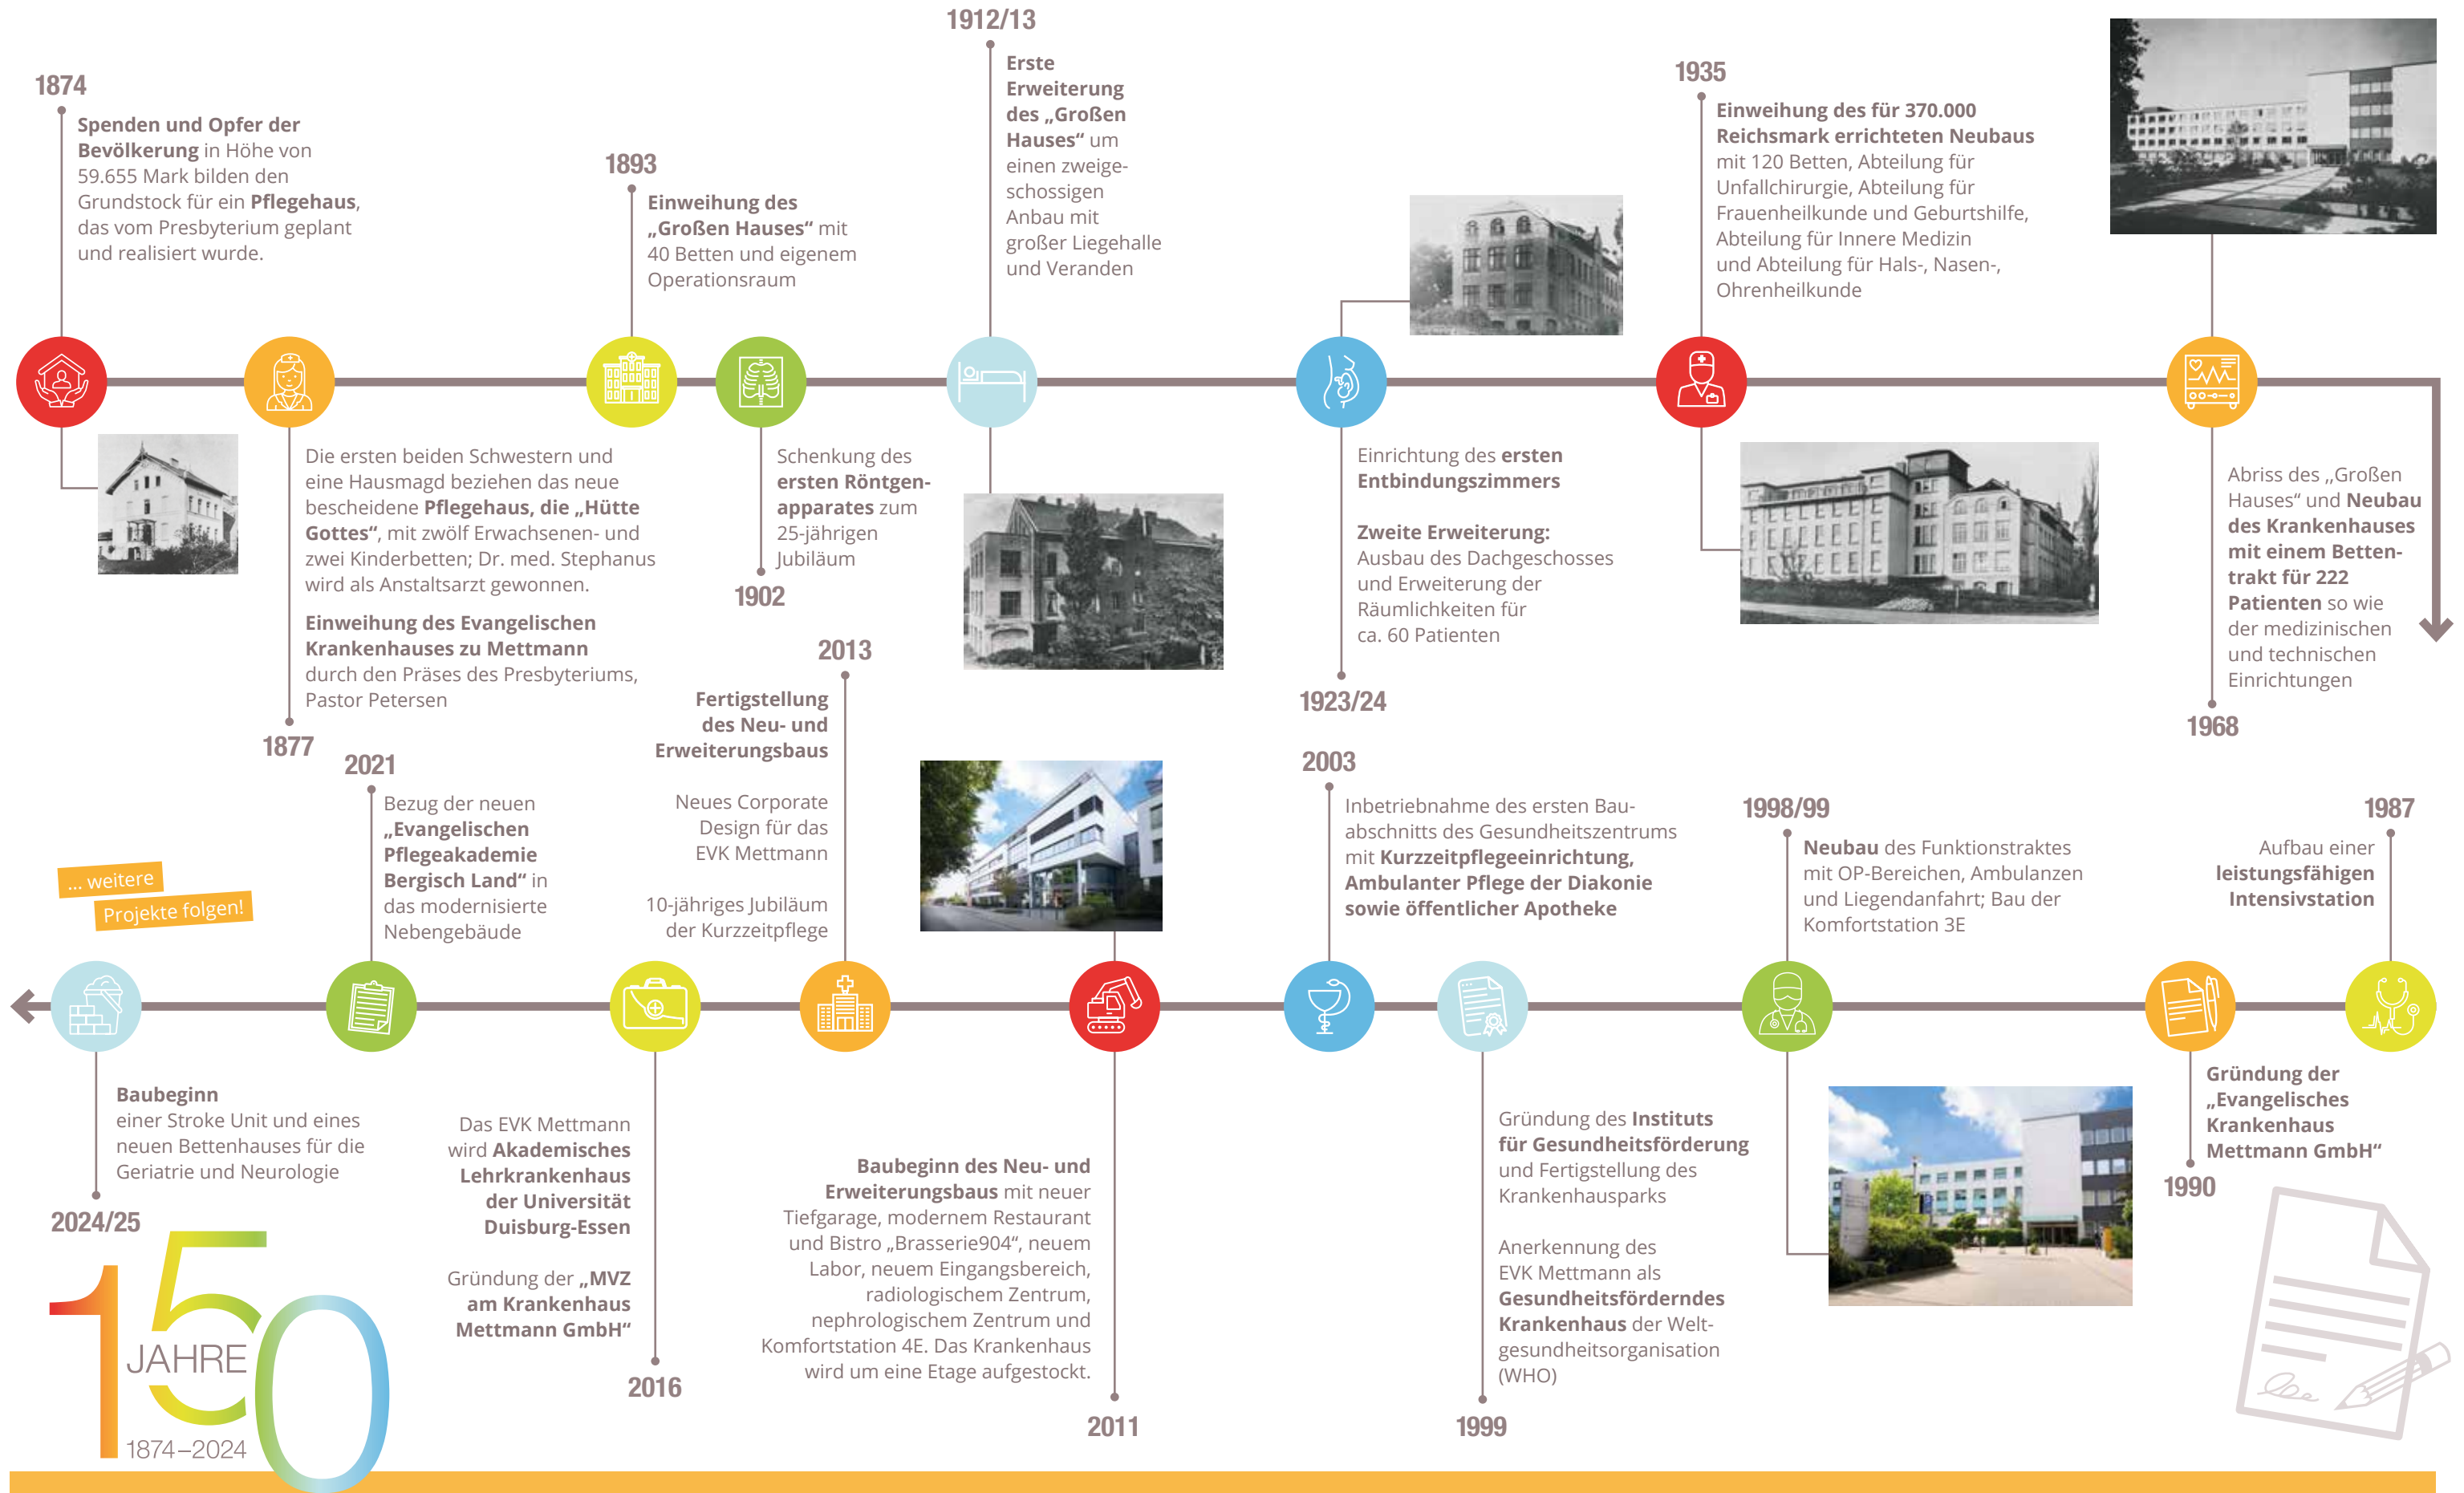 1874
Spenden und Opfer der
Bevölkerung in Höhe von
59.655 Mark bilden den
Grundstock für ein Pflegehaus,
das vom Presbyterium geplant
und realisiert wurde.
Die ersten beiden Schwestern und
eine Hausmagd beziehen das neue
bescheidene Pflegehaus, die „Hütte
Gottes“, mit zwölf Erwachsenen- und
zwei Kinderbetten; Dr. med. Stephanus
wird als Anstaltsarzt gewonnen.
Einweihung des Evangelischen
Krankenhauses zu Mettmann
durch den Präses des Presbyteriums,
Pastor Petersen
1877
1893
Einweihung des
„Großen Hauses“ mit
40 Betten und eigenem
Operationsraum
Schenkung des
ersten Röntgen-
apparates zum
25-jährigen
Jubiläum
1902
1912/13
Erste
Erweiterung
des „Großen
Hauses“ um
einen zweige-
schossigen
Anbau mit
großer Liegehalle
und Veranden
Einrichtung des ersten
Entbindungszimmers
Zweite Erweiterung:
Ausbau des Dachgeschosses
und Erweiterung der
Räumlichkeiten für
ca. 60 Patienten
1923/24
1935
Einweihung des für 370.000
Reichsmark errichteten Neubaus
mit 120 Betten, Abteilung für
Unfallchirurgie, Abteilung für
Frauenheilkunde und Geburtshilfe,
Abteilung für Innere Medizin
und Abteilung für Hals-, Nasen-,
Ohrenheilkunde
Abriss des „Großen
Hauses“ und Neubau
des Krankenhauses
mit einem Betten-
trakt für 222
Patienten so wie
der medizinischen
und technischen
Einrichtungen
1968
1987
Aufbau einer
leistungsfähigen
Intensivstation
Gründung der
„Evangelisches
Krankenhaus
Mettmann GmbH“
1990
1998/99
Neubau des Funktionstraktes
mit OP-Bereichen, Ambulanzen
und Liegendanfahrt; Bau der
Komfortstation 3E
Gründung des Instituts
für Gesundheitsförderung
und Fertigstellung des
Krankenhausparks
Anerkennung des
EVK Mettmann als
Gesundheitsförderndes
Krankenhaus der Welt-
gesundheitsorganisation
(WHO)
1999
2003
Inbetriebnahme des ersten Bau-
abschnitts des Gesundheitszentrums
mit Kurzzeitpflegeeinrichtung,
Ambulanter Pflege der Diakonie
sowie öffentlicher Apotheke
Baubeginn des Neu- und
Erweiterungsbaus mit neuer
Tiefgarage, modernem Restaurant
und Bistro „Brasserie904“, neuem
Labor, neuem Eingangsbereich,
radiologischem Zentrum,
nephrologischem Zentrum und
Komfortstation 4E. Das Krankenhaus
wird um eine Etage aufgestockt.
2011
2013
Fertigstellung
des Neu- und
Erweiterungsbaus
Neues Corporate
Design für das
EVK Mettmann
10-jähriges Jubiläum
der Kurzzeitpflege
Das EVK Mettmann
wird Akademisches
Lehrkrankenhaus
der Universität
Duisburg-Essen
Gründung der „MVZ
am Krankenhaus
Mettmann GmbH“
2016
2021
Bezug der neuen
„Evangelischen
Pflegeakademie
Bergisch Land“ in
das modernisierte
Nebengebäude
Baubeginn
einer Stroke Unit und eines
neuen Bettenhauses für die
Geriatrie und Neurologie
2024/25
... weitere
Projekte folgen!
150
JAHRE
1874–2024